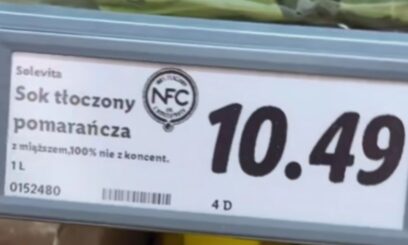 Solevita
Sok tłoczony
pomarańcza
z miąższem,100% nie z koncent.
1 L
0152480
NFC
10.49
4 D